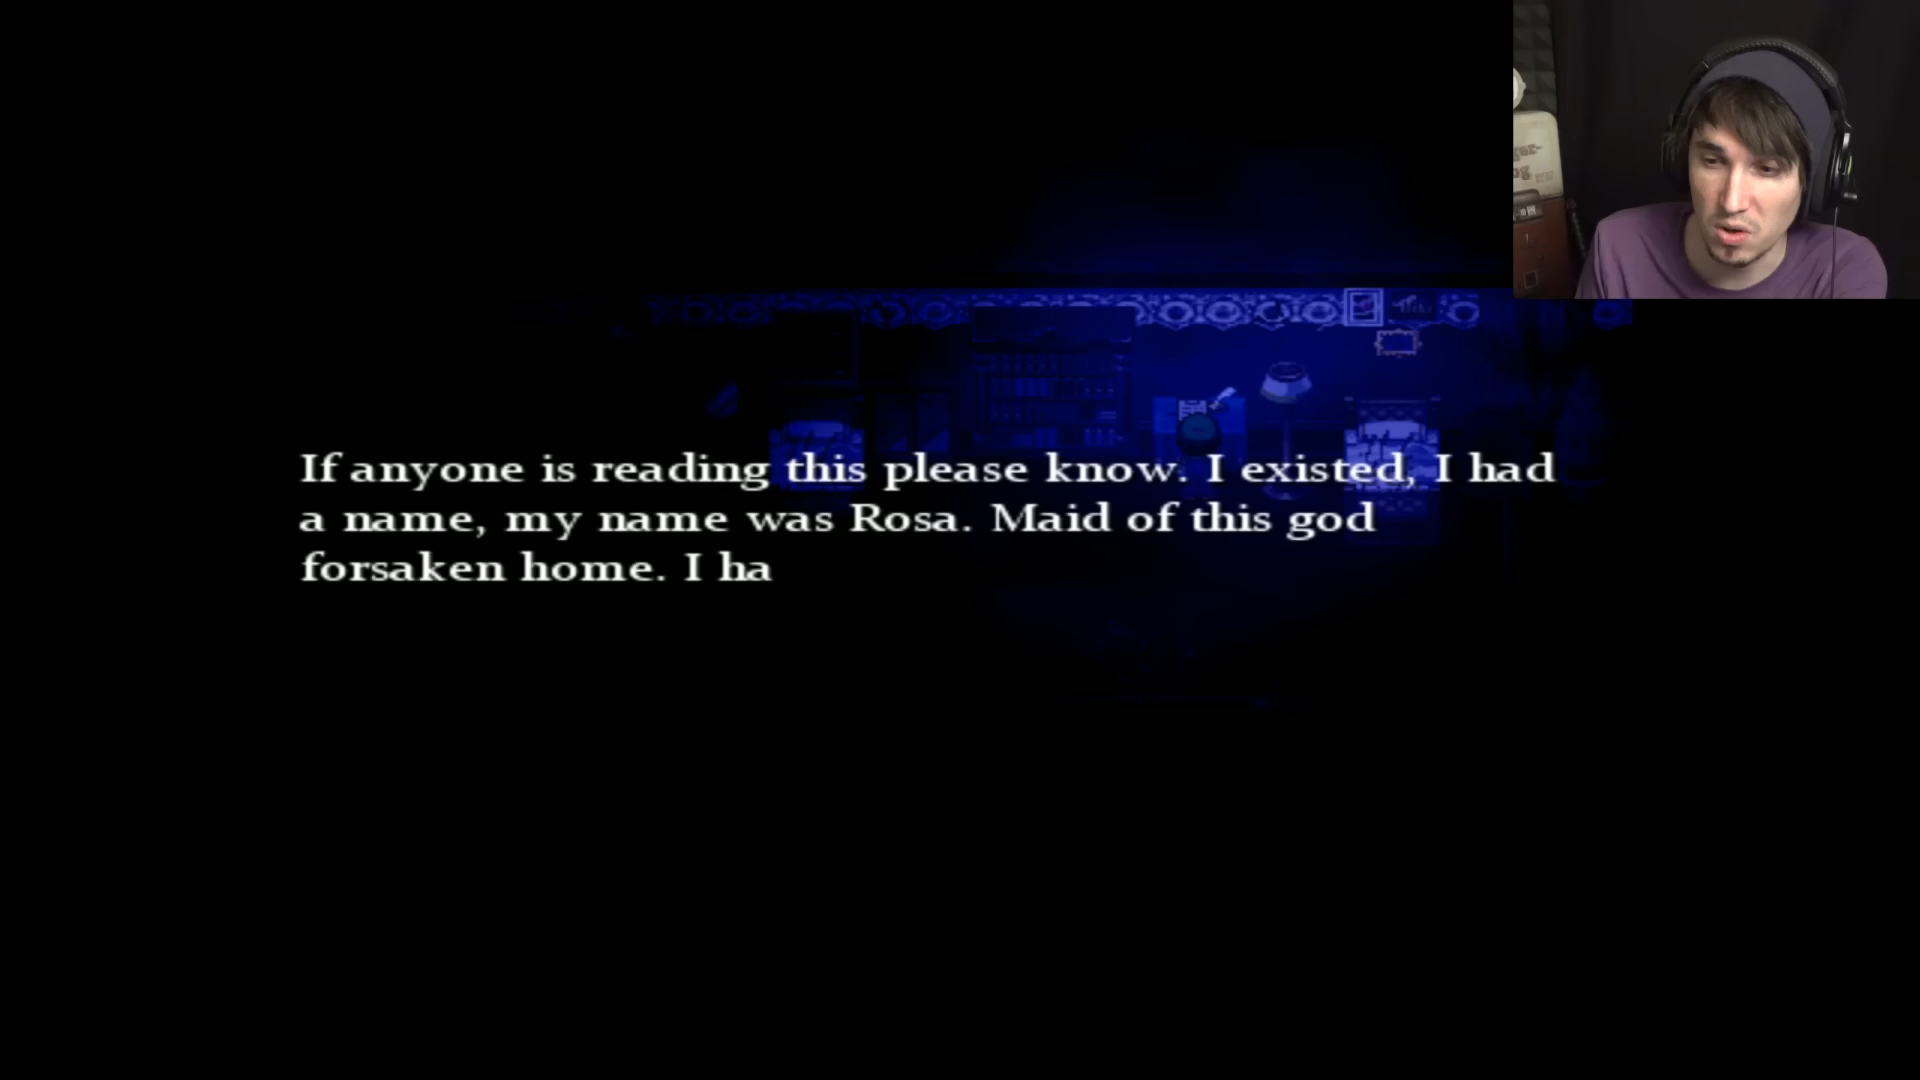 If anyone is reading this please know. I existed, I had
a name, my name was Rosa. Maid of this god
forsaken home. I ha